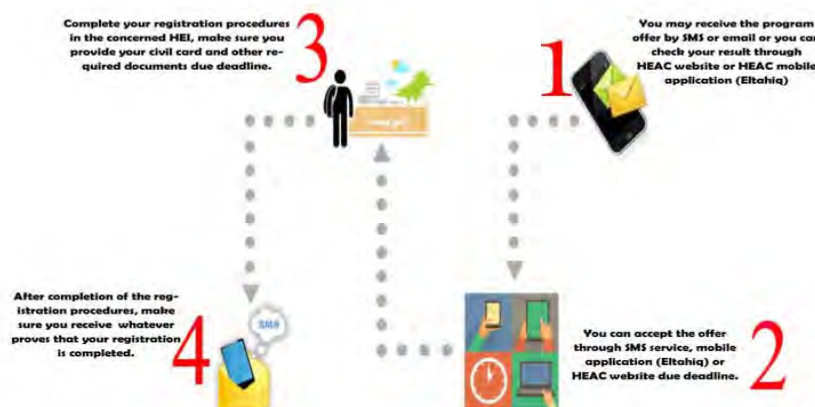 1
You may receive the program
offer by SMS or email or you can
check your result through
HEAC website or HEAC mobile
application (Eltahiq)
2
You can accept the offer
through SMS service, mobile
application (Eltahiq) or
HEAC website due deadline.
3
Complete your registration procedures
in the concerned HEI, make sure you
provide your civil card and other re-
quired documents due deadline.
4
After completion of the reg-
istration procedures, make
sure you receive whatever
proves that your registration
is completed.
SMS